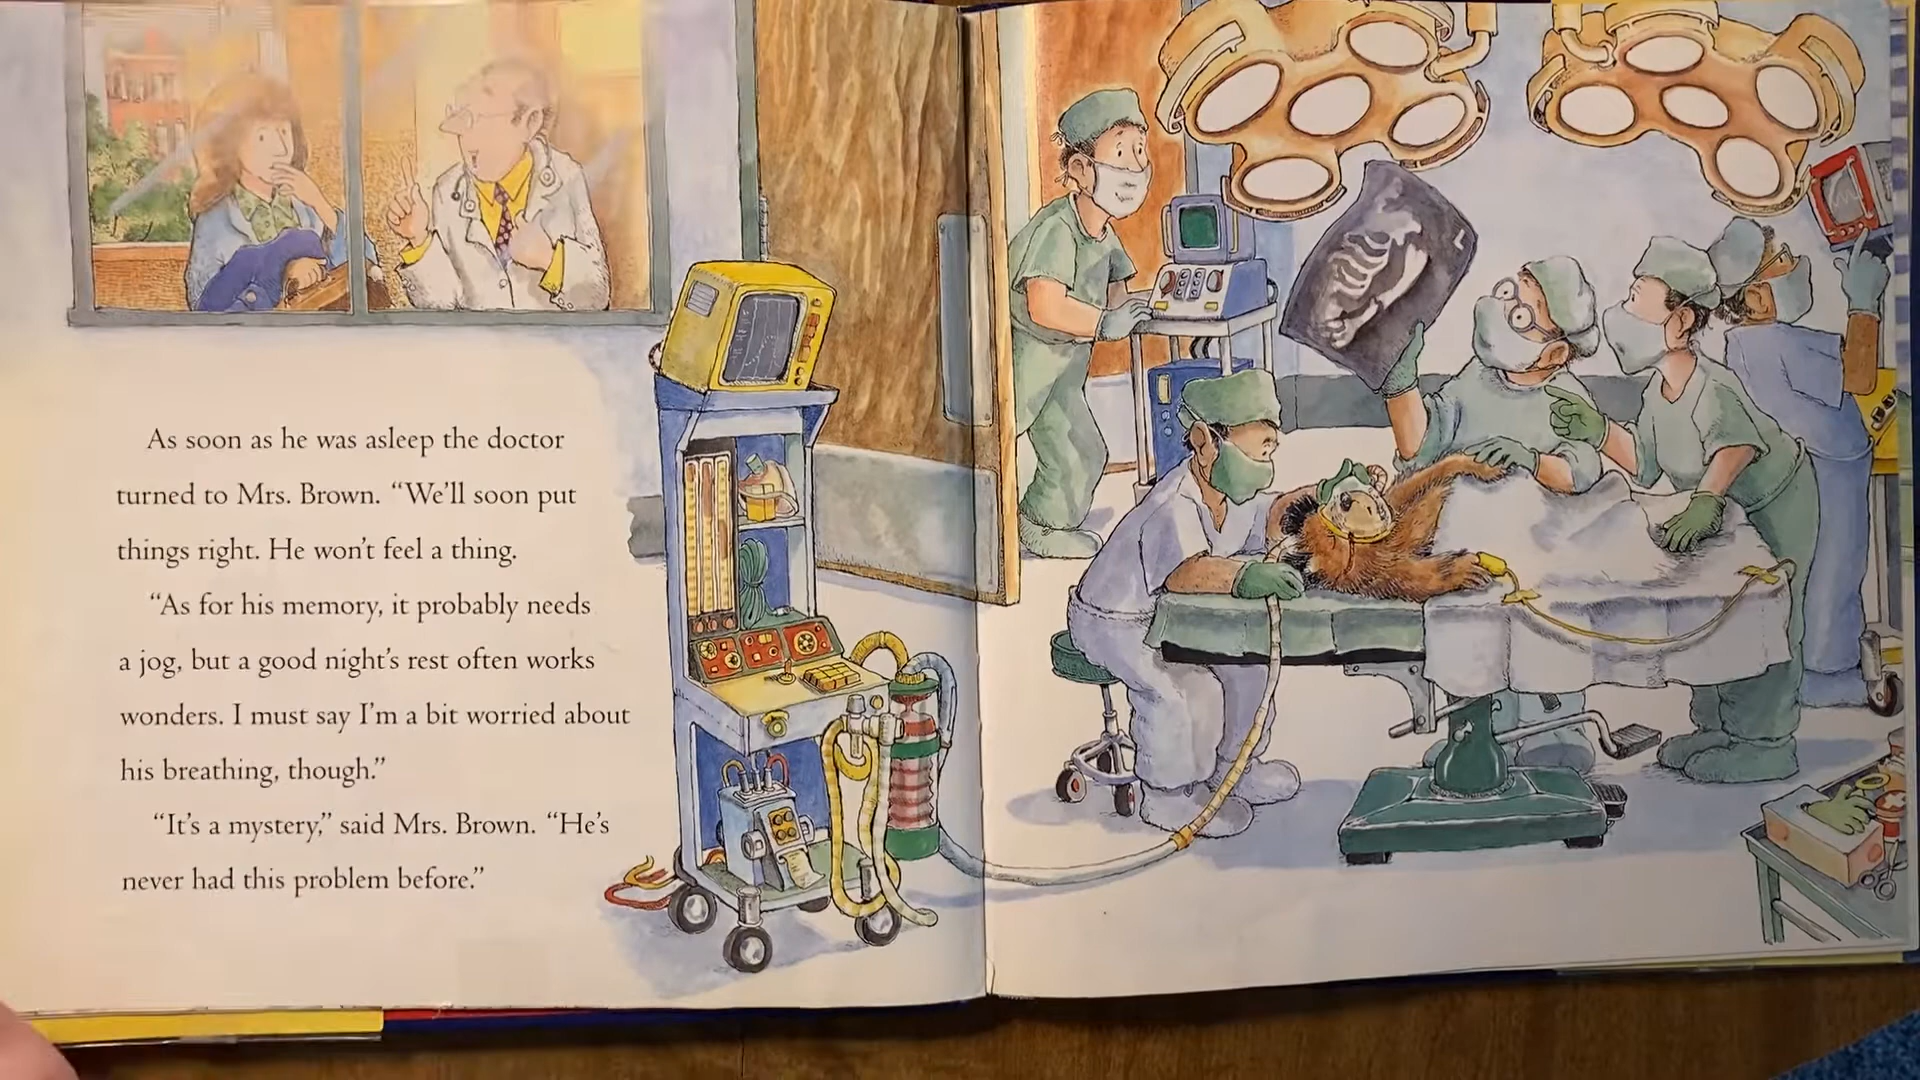 As soon as he was asleep the doctor
turned to Mrs. Brown. “We’ll soon put
things right. He won’t feel a thing.
“As for his memory, it probably needs
a jog, but a good night’s rest often works
wonders. I must say I’m a bit worried about
his breathing, though.”
“It’s a mystery,” said Mrs. Brown. “He’s
never had this problem before.”
L